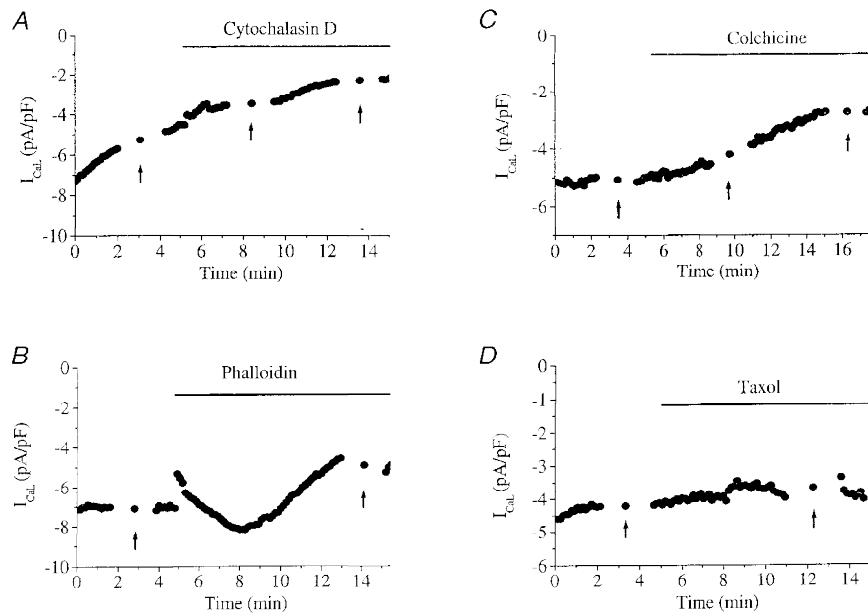 A
Cytochalasin D
0
-2
-4
-6
-8
-10
I_CaL (pA/pF)
0 2 4 6 8 10 12 14
Time (min)
C
Colchicine
0
-2
-4
-6
I_CaL (pA/pF)
0 2 4 6 8 10 12 14 16
Time (min)
B
Phalloidin
0
-2
-4
-6
-8
-10
I_CaL (pA/pF)
0 2 4 6 8 10 12 14
Time (min)
D
Taxol
0
-1
-2
-3
-4
-5
-6
I_CaL (pA/pF)
0 2 4 6 8 10 12 14
Time (min)